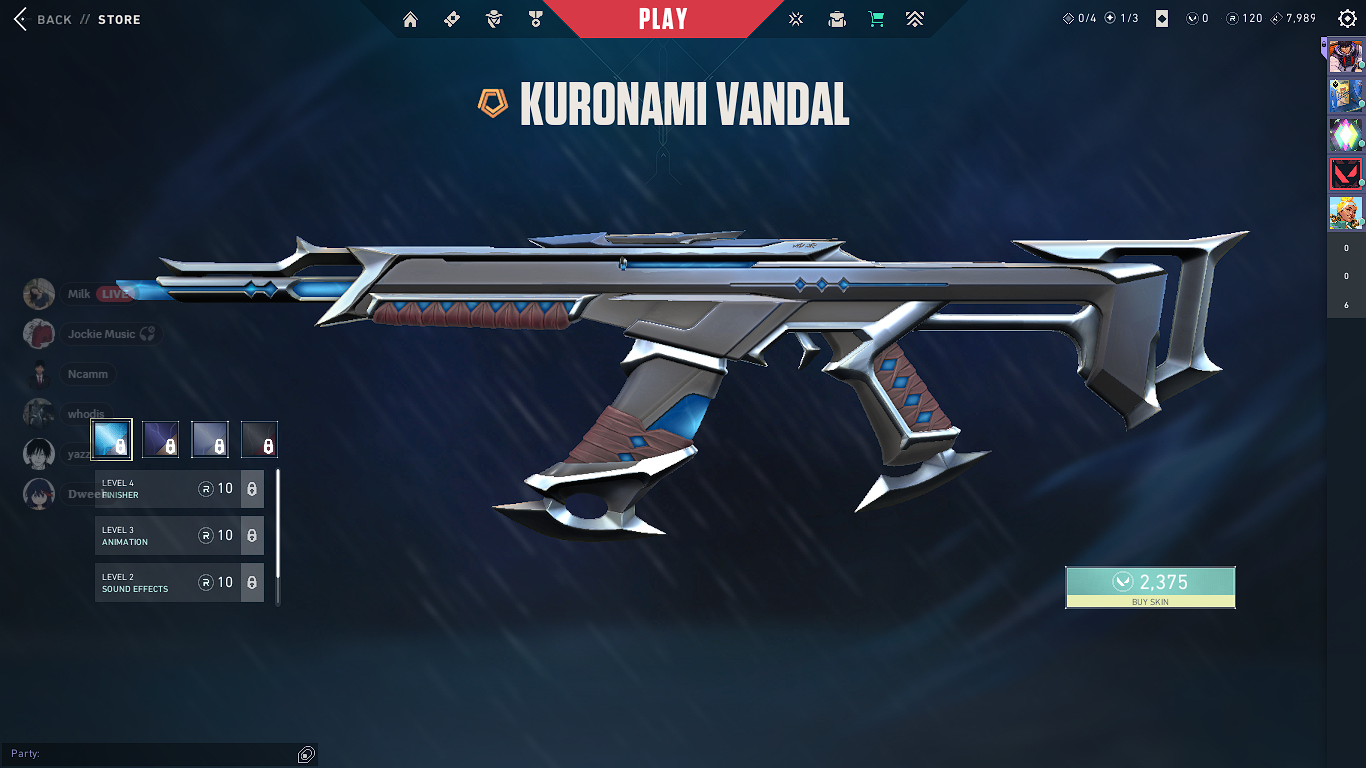 BACK // STORE
PLAY
0/4 1/3 0 120 7,989
KURONAMI VANDAL
Milk LIVE
Jockie Music
Ncamm
whodis
yazz
Dweeb
LEVEL 4
FINISHER
R 10
LEVEL 3
ANIMATION
R 10
LEVEL 2
SOUND EFFECTS
R 10
0
0
6
2,375
BUY SKIN
Party: